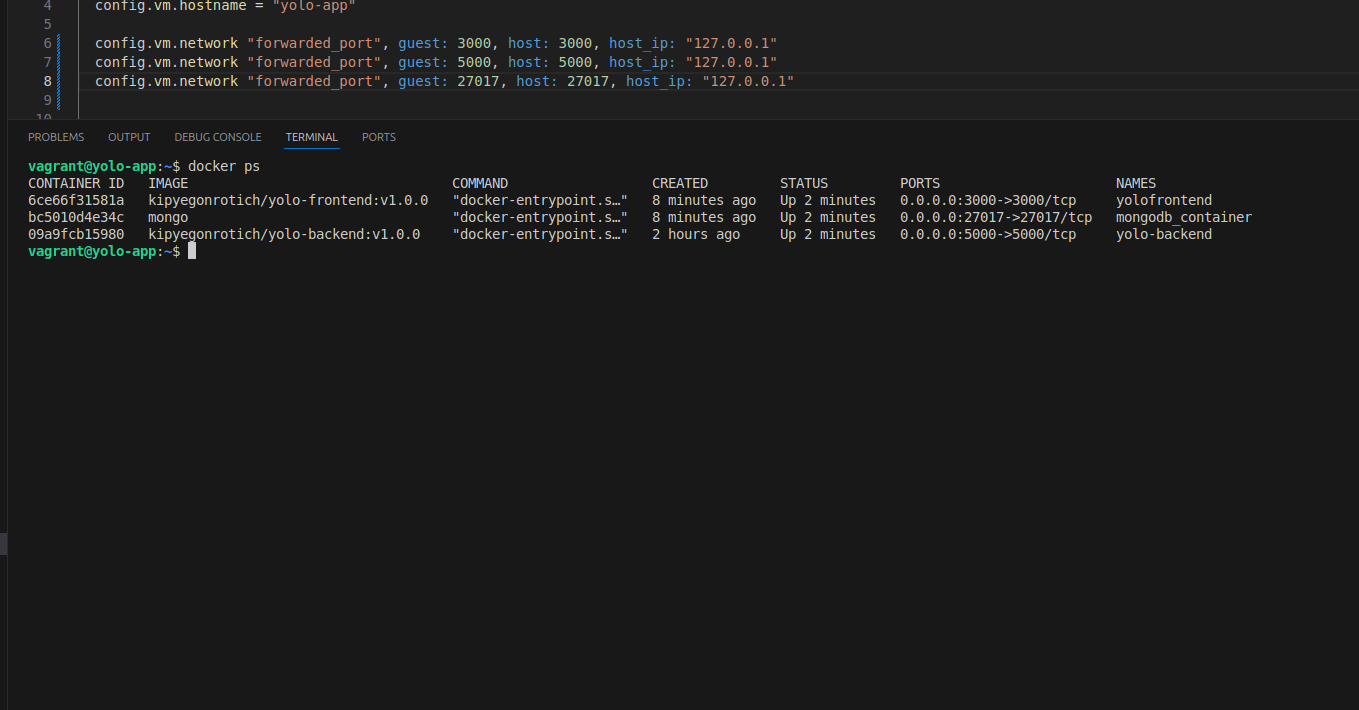 4 config.vm.hostname = "yolo-app"
5
6 config.vm.network "forwarded_port", guest: 3000, host: 3000, host_ip: "127.0.0.1"
7 config.vm.network "forwarded_port", guest: 5000, host: 5000, host_ip: "127.0.0.1"
8 config.vm.network "forwarded_port", guest: 27017, host: 27017, host_ip: "127.0.0.1"
9
10
PROBLEMS OUTPUT DEBUG CONSOLE TERMINAL PORTS
vagrant@yolo-app:~$ docker ps
CONTAINER ID IMAGE COMMAND CREATED STATUS PORTS NAMES
6ce66f31581a kipyegonrotich/yolo-frontend:v1.0.0 "docker-entrypoint.s…" 8 minutes ago Up 2 minutes 0.0.0.0:3000->3000/tcp yolofrontend
bc5010d4e34c mongo "docker-entrypoint.s…" 8 minutes ago Up 2 minutes 0.0.0.0:27017->27017/tcp mongodb_container
09a9fcb15980 kipyegonrotich/yolo-backend:v1.0.0 "docker-entrypoint.s…" 2 hours ago Up 2 minutes 0.0.0.0:5000->5000/tcp yolo-backend
vagrant@yolo-app:~$